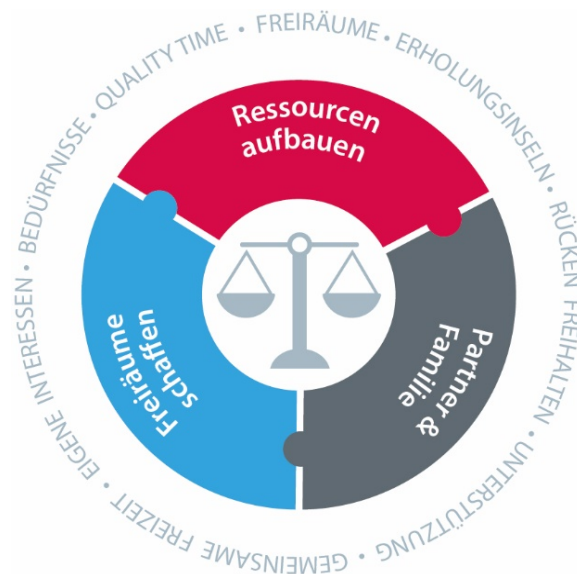 Ressourcen
aufbauen
Partner &
Familie
Freiräume
schaffen
QUALITY TIME • FREIRÄUME • ERHOLUNGSINSELN • RÜCKEN FREIHALTEN • UNTERSTÜTZUNG • GEMEINSAME FREIZEIT • EIGENE INTERESSEN • BEDÜRFNISSE •